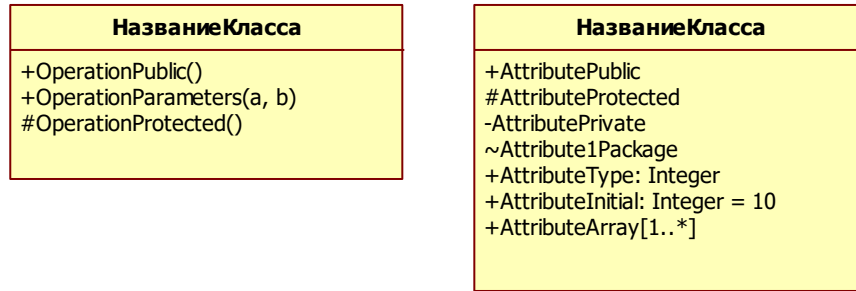 НазваниеКласса
+OperationPublic()
+OperationParameters(a, b)
#OperationProtected()
НазваниеКласса
+AttributePublic
#AttributeProtected
-AttributePrivate
~Attribute1Package
+AttributeType: Integer
+AttributeInitial: Integer = 10
+AttributeArray[1..*]